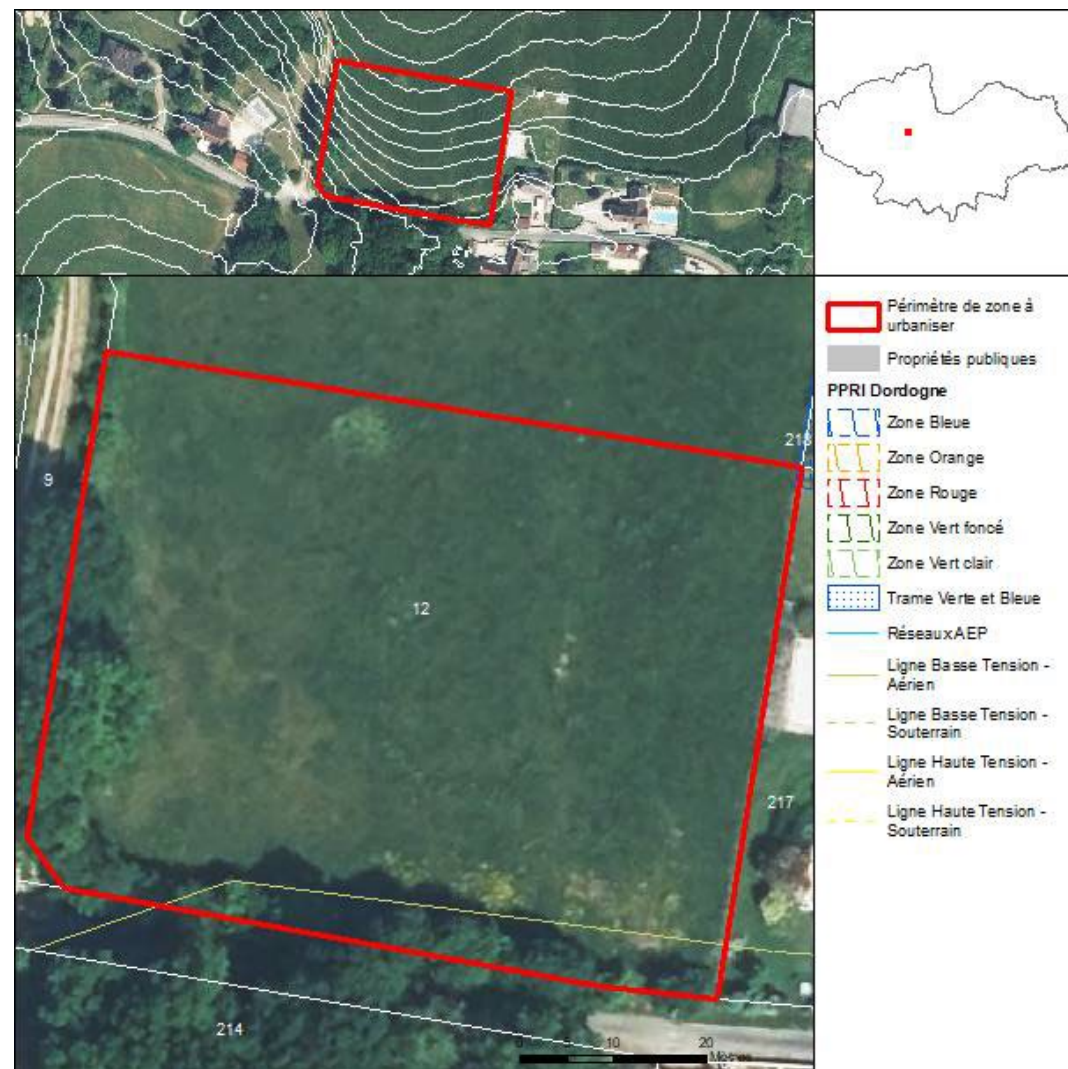 Périmètre de zone à
urbaniser
Propriétés publiques
PPRI Dordogne
Zone Bleue
Zone Orange
Zone Rouge
Zone Vert foncé
Zone Vert clair
Trame Verte et Bleue
Réseaux AEP
Ligne Basse Tension -
Aérien
Ligne Basse Tension -
Souterrain
Ligne Haute Tension -
Aérien
Ligne Haute Tension -
Souterrain
11
9
218
12
217
214
0 5 10 20
Mètres